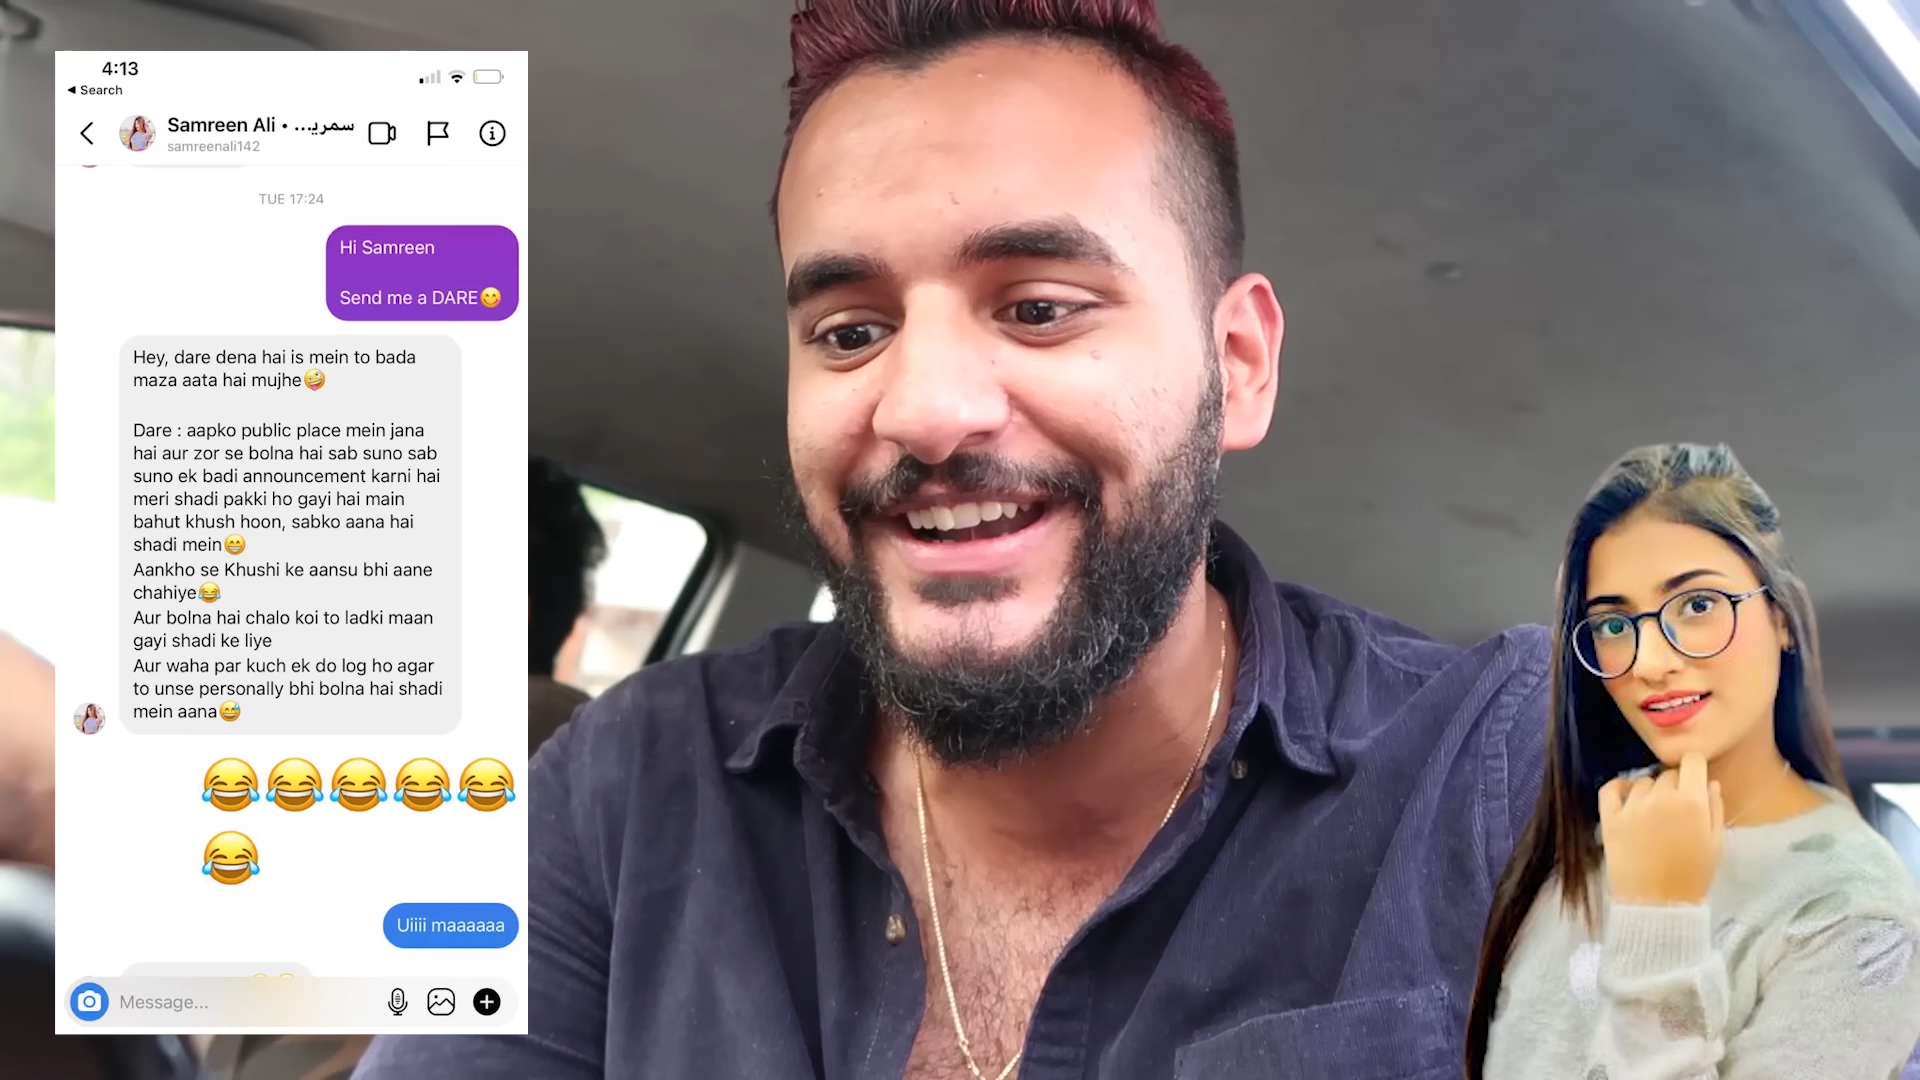 4:13
◀ Search
Samreen Ali • سمریـ...
samreenali142
TUE 17:24
Hi Samreen
Send me a DARE😋
Hey, dare dena hai is mein to bada
maza aata hai mujhe🤪
Dare : aapko public place mein jana
hai aur zor se bolna hai sab suno sab
suno ek badi announcement karni hai
meri shadi pakki ho gayi hai main
bahut khush hoon, sabko aana hai
shadi mein😁
Aankho se Khushi ke aansu bhi aane
chahiye😂
Aur bolna hai chalo koi to ladki maan
gayi shadi ke liye
Aur waha par kuch ek do log ho agar
to unse personally bhi bolna hai shadi
mein aana😅
😂😂😂😂😂
😂
Uiiii maaaaaa
Message...